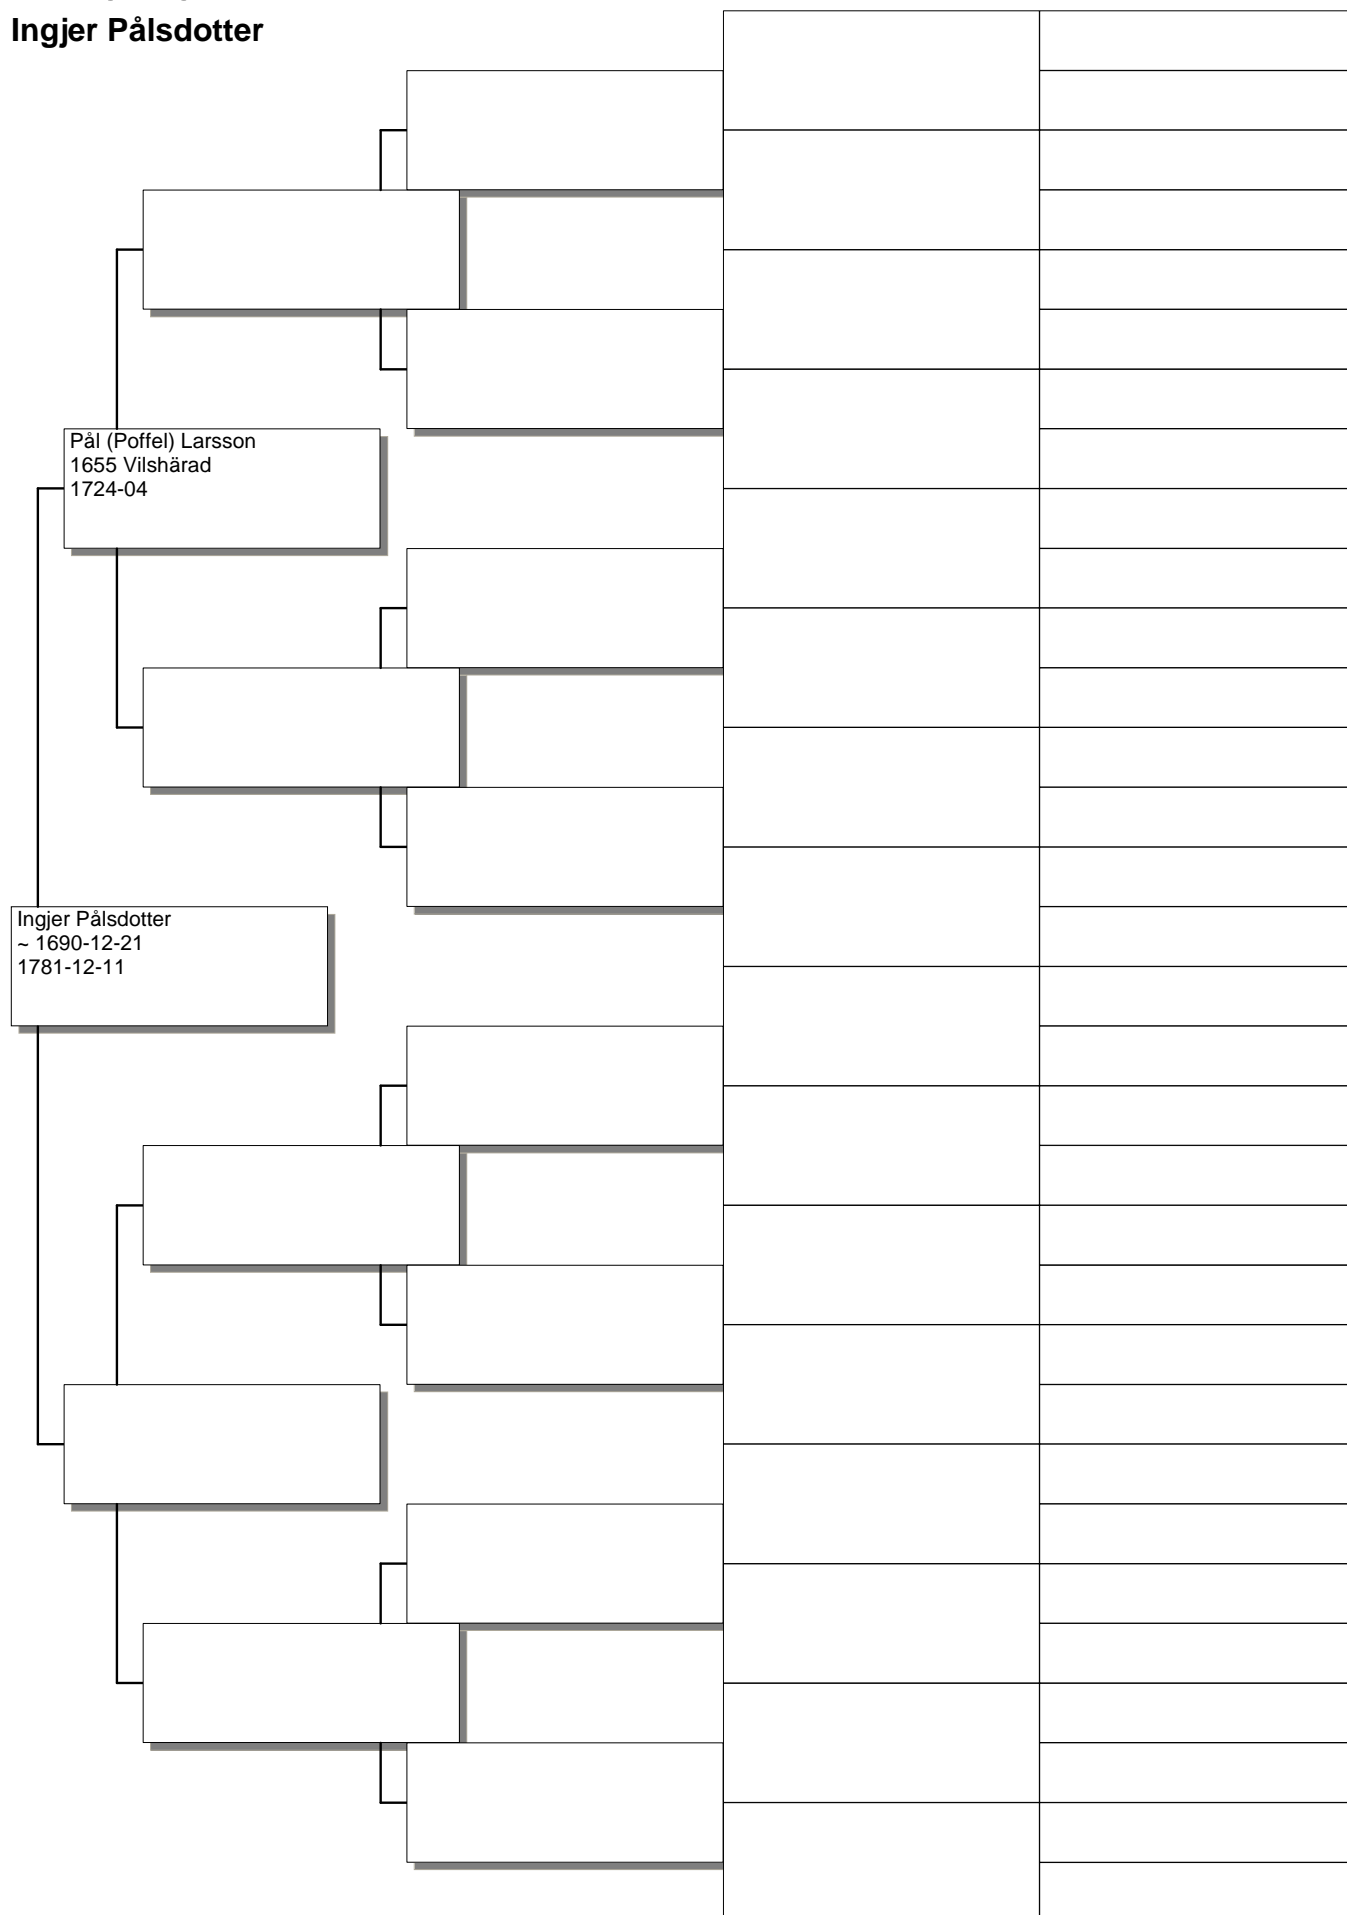 Ingjer Pålsdotter
Pål (Poffel) Larsson
1655 Vilshärad
1724-04
Ingjer Pålsdotter
~ 1690-12-21
1781-12-11